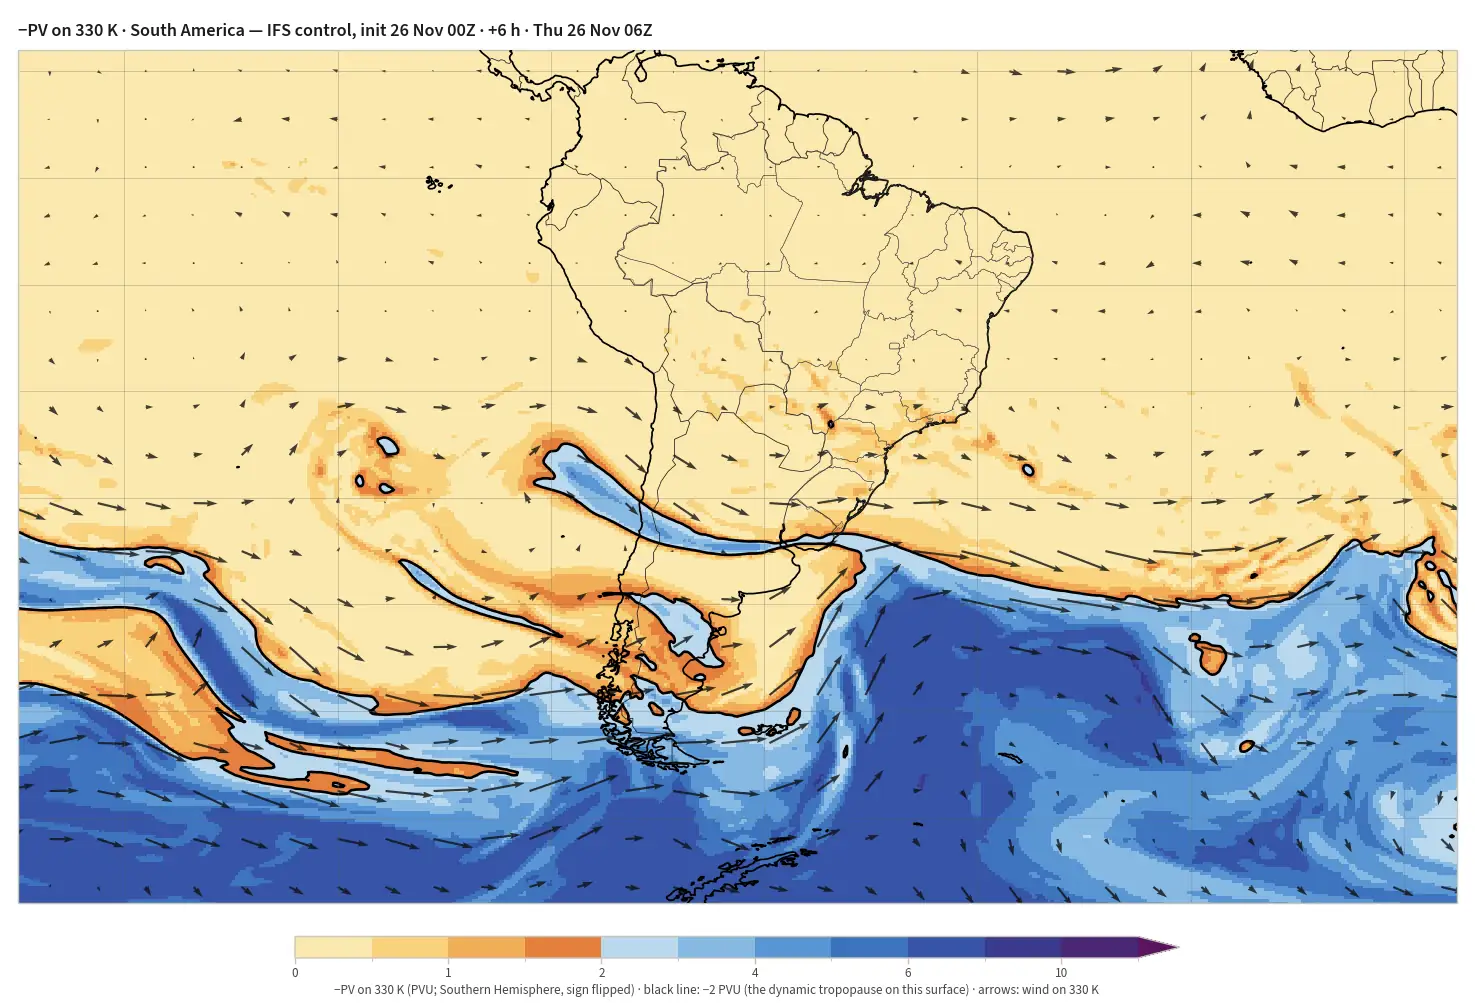 −PV on 330 K · South America — IFS control, init 26 Nov 00Z · +6 h · Thu 26 Nov 06Z
0 1 2 4 6 10
−PV on 330 K (PVU; Southern Hemisphere, sign flipped) · black line: −2 PVU (the dynamic tropopause on this surface) · arrows: wind on 330 K